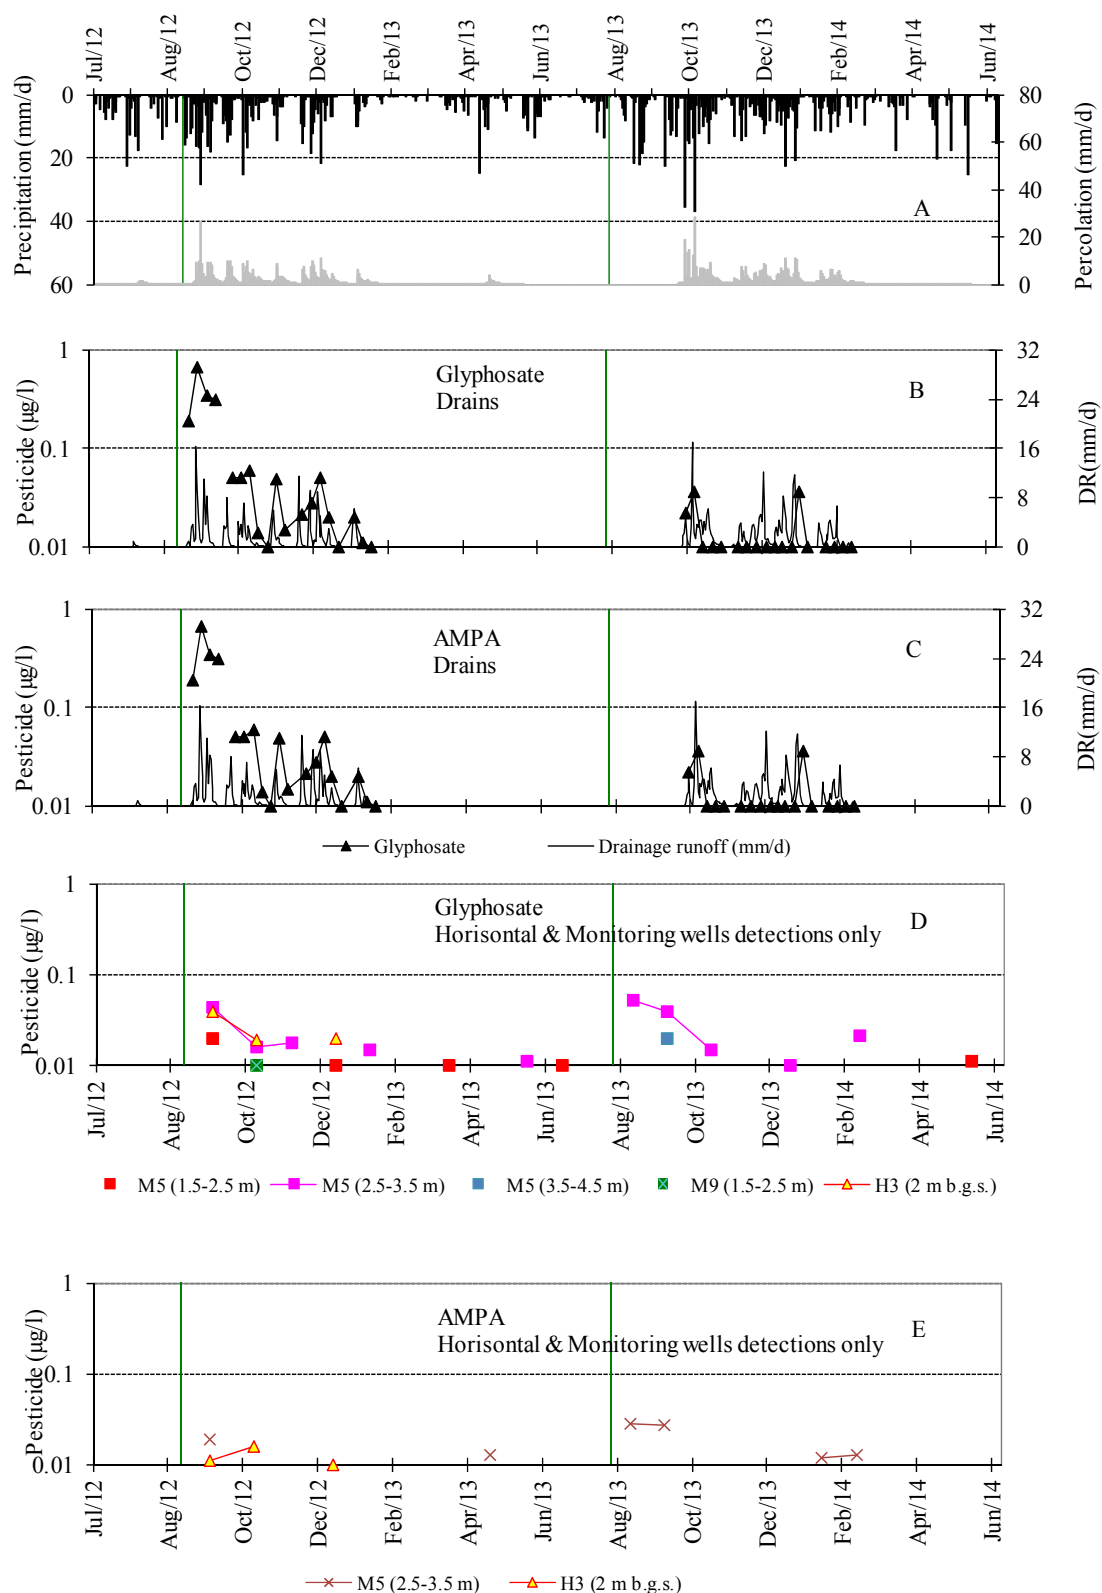 Jul/12 Aug/12 Oct/12 Dec/12 Feb/13 Apr/13 Jun/13 Aug/13 Oct/13 Dec/13 Feb/14 Apr/14 Jun/14
Precipitation (mm/d)
0
20
40
60
A
80
60
40
20
0
Percolation (mm/d)
Pesticide (µg/l)
1
0.1
0.01
Glyphosate
Drains
B
32
24
16
8
0
DR(mm/d)
Pesticide (µg/l)
1
0.1
0.01
AMPA
Drains
C
32
24
16
8
0
DR(mm/d)
Glyphosate Drainage runoff (mm/d)
Pesticide (µg/l)
1
0.1
0.01
Glyphosate
Horisontal & Monitoring wells detections only
D
Jul/12 Aug/12 Oct/12 Dec/12 Feb/13 Apr/13 Jun/13 Aug/13 Oct/13 Dec/13 Feb/14 Apr/14 Jun/14
M5 (1.5-2.5 m) M5 (2.5-3.5 m) M5 (3.5-4.5 m) M9 (1.5-2.5 m) H3 (2 m b.g.s.)
Pesticide (µg/l)
1
0.1
0.01
AMPA
Horisontal & Monitoring wells detections only
E
Jul/12 Aug/12 Oct/12 Dec/12 Feb/13 Apr/13 Jun/13 Aug/13 Oct/13 Dec/13 Feb/14 Apr/14 Jun/14
M5 (2.5-3.5 m) H3 (2 m b.g.s.)